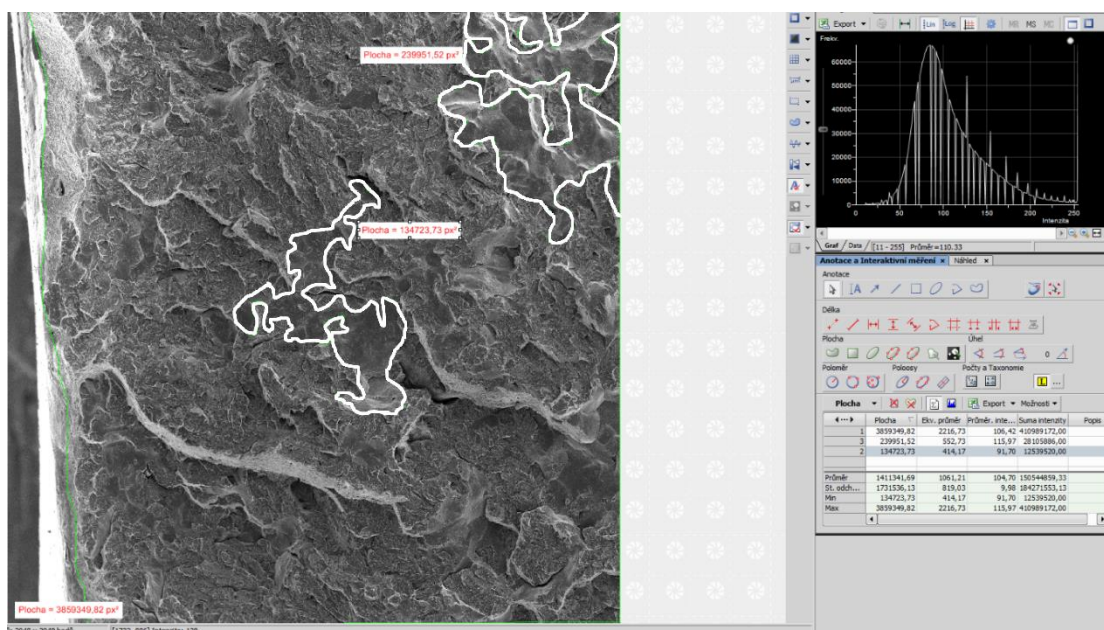 Plocha = 239951,52 px²
Plocha = 134723,73 px²
Plocha = 3859349,82 px²
Export
Lin
Log
MR MS
Frekv.
60000
50000
40000
30000
20000
10000
0
0 50 100 150 200 250
Intenzita
Graf / Data / [11 - 255] Průměr=110.33
Anotace a Interaktivní měření × Náhled ×
Anotace
Délka
Plocha Úhel
0
Poloměr Poloosy Počty a Taxonomie
Plocha Export Možnosti
Plocha Ekv. průměr Průměr. inte... Suma intenzity Popis
1 3859349,82 2216,73 106,42 410989172,00
3 239951,52 552,73 115,97 28105886,00
2 134723,73 414,17 91,70 12539520,00
Průměr 1411341,69 1061,21 104,70 150544859,33
St. odch... 1731536,13 819,03 9,98 184271553,13
Min 134723,73 414,17 91,70 12539520,00
Max 3859349,82 2216,73 115,97 410989172,00